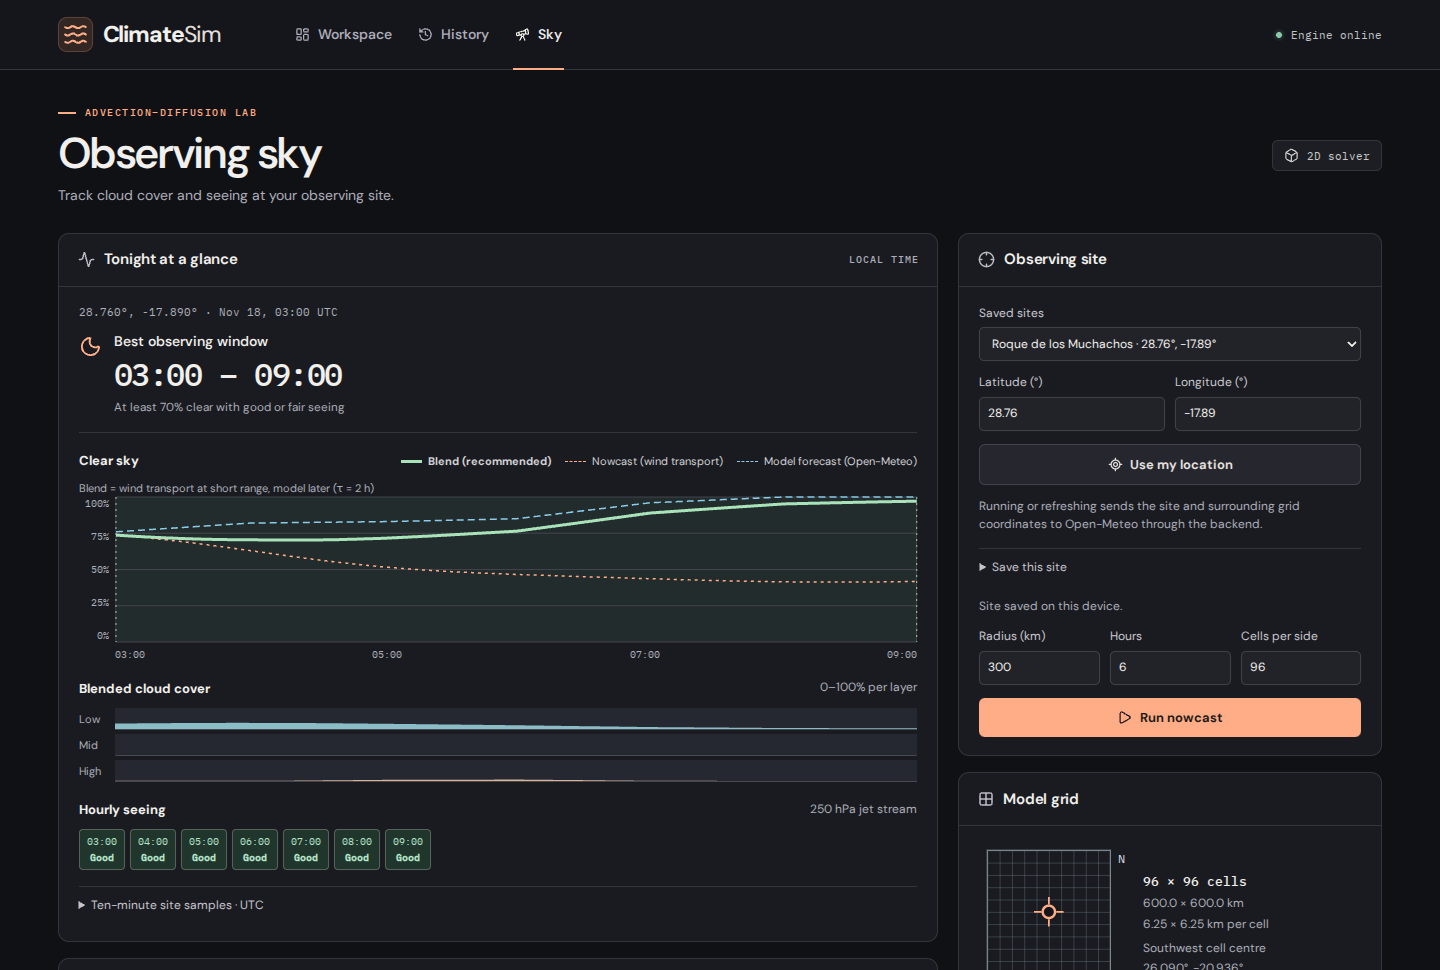 ClimateSim
Workspace
History
Sky
Engine online
ADVECTION-DIFFUSION LAB
Observing sky
2D solver
Track cloud cover and seeing at your observing site.
Tonight at a glance
LOCAL TIME
28.760°, -17.890° · Nov 18, 03:00 UTC
Best observing window
03:00 – 09:00
At least 70% clear with good or fair seeing
Clear sky
Blend (recommended)
Nowcast (wind transport)
Model forecast (Open-Meteo)
Blend = wind transport at short range, model later (τ = 2 h)
100%
75%
50%
25%
0%
03:00 05:00 07:00 09:00
Blended cloud cover
0–100% per layer
Low
Mid
High
Hourly seeing
250 hPa jet stream
03:00 04:00 05:00 06:00 07:00 08:00 09:00
Good Good Good Good Good Good Good
Ten-minute site samples · UTC
Observing site
Saved sites
Roque de los Muchachos · 28.76°, -17.89°
Latitude (°) Longitude (°)
28.76 -17.89
Use my location
Running or refreshing sends the site and surrounding grid
coordinates to Open-Meteo through the backend.
Save this site
Site saved on this device.
Radius (km) Hours Cells per side
300 6 96
Run nowcast
Model grid
N
96 × 96 cells
600.0 × 600.0 km
6.25 × 6.25 km per cell
Southwest cell centre
26.090°, -20.936°